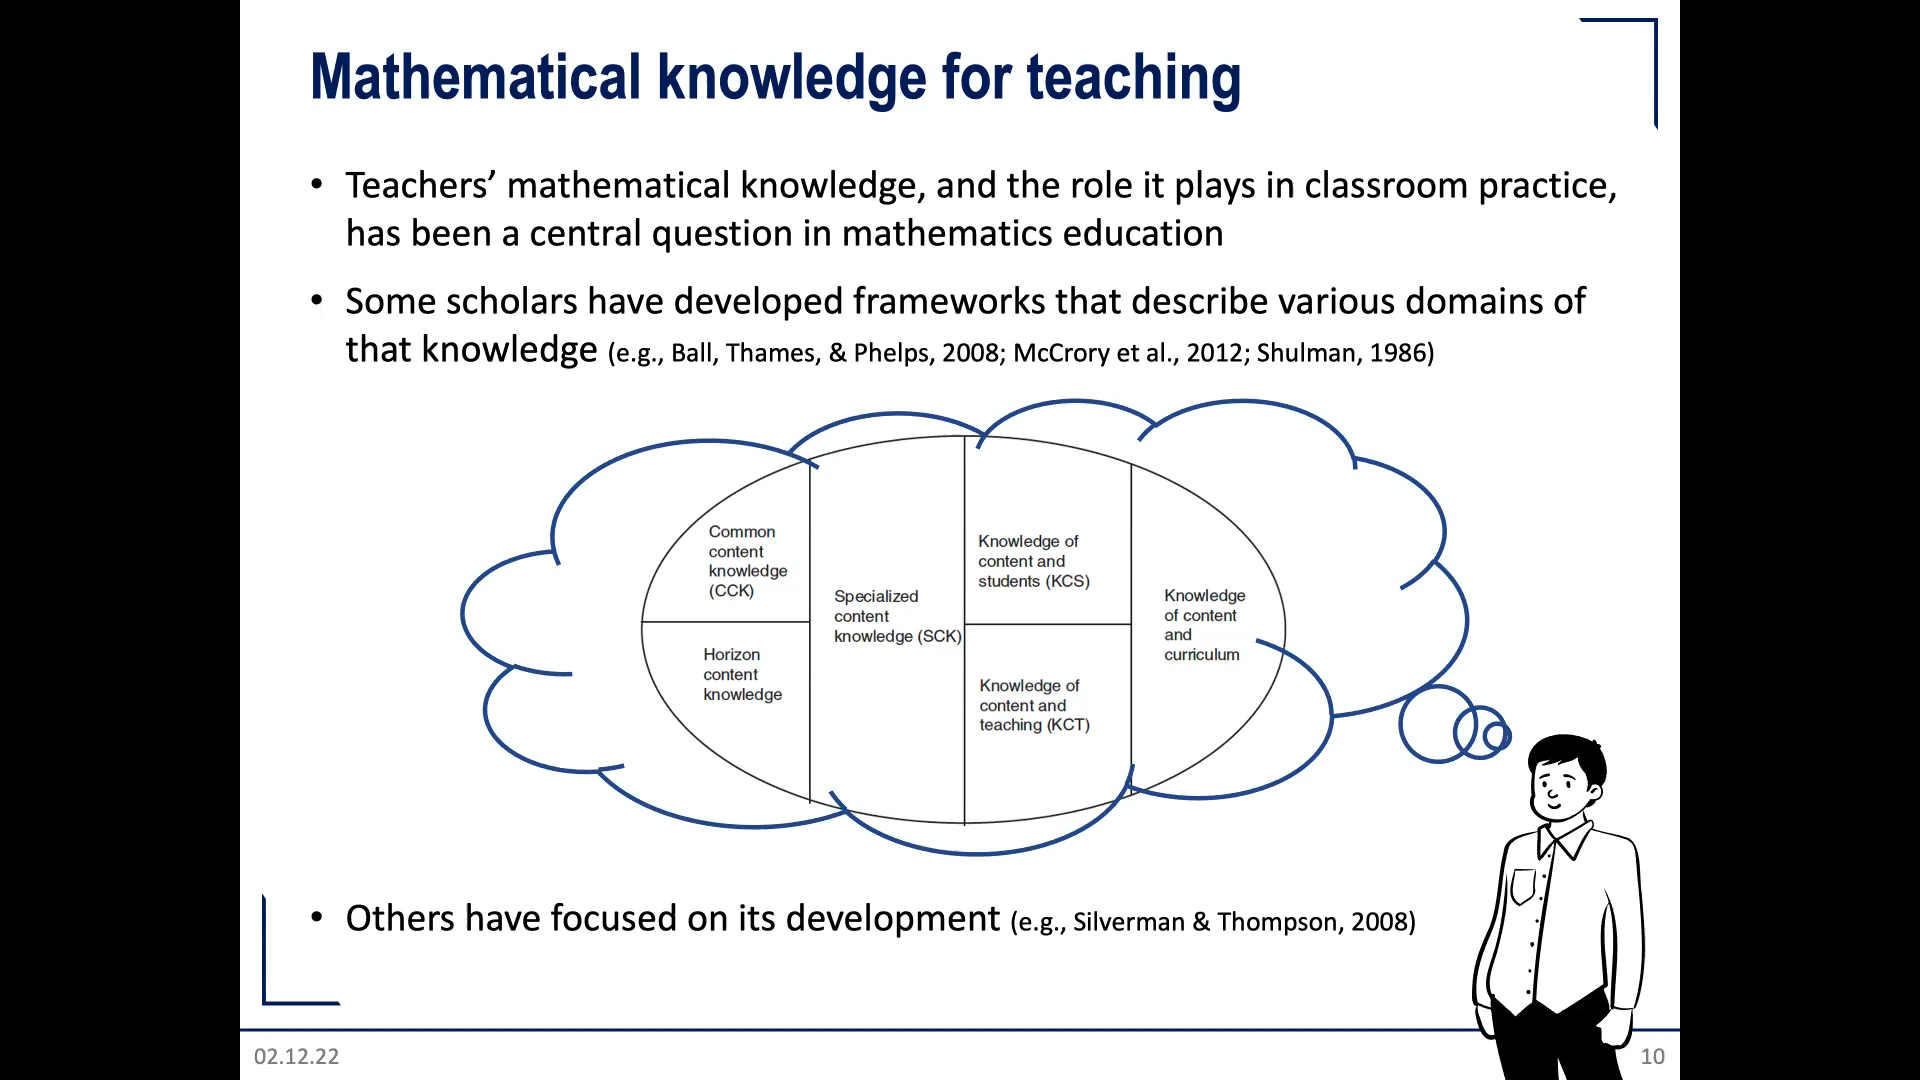 Mathematical knowledge for teaching
• Teachers’ mathematical knowledge, and the role it plays in classroom practice,
has been a central question in mathematics education
• Some scholars have developed frameworks that describe various domains of
that knowledge (e.g., Ball, Thames, & Phelps, 2008; McCrory et al., 2012; Shulman, 1986)
Common
content
knowledge
(CCK)
Horizon
content
knowledge
Specialized
content
knowledge (SCK)
Knowledge of
content and
students (KCS)
Knowledge of
content and
teaching (KCT)
Knowledge
of content
and
curriculum
• Others have focused on its development (e.g., Silverman & Thompson, 2008)
02.12.22
10